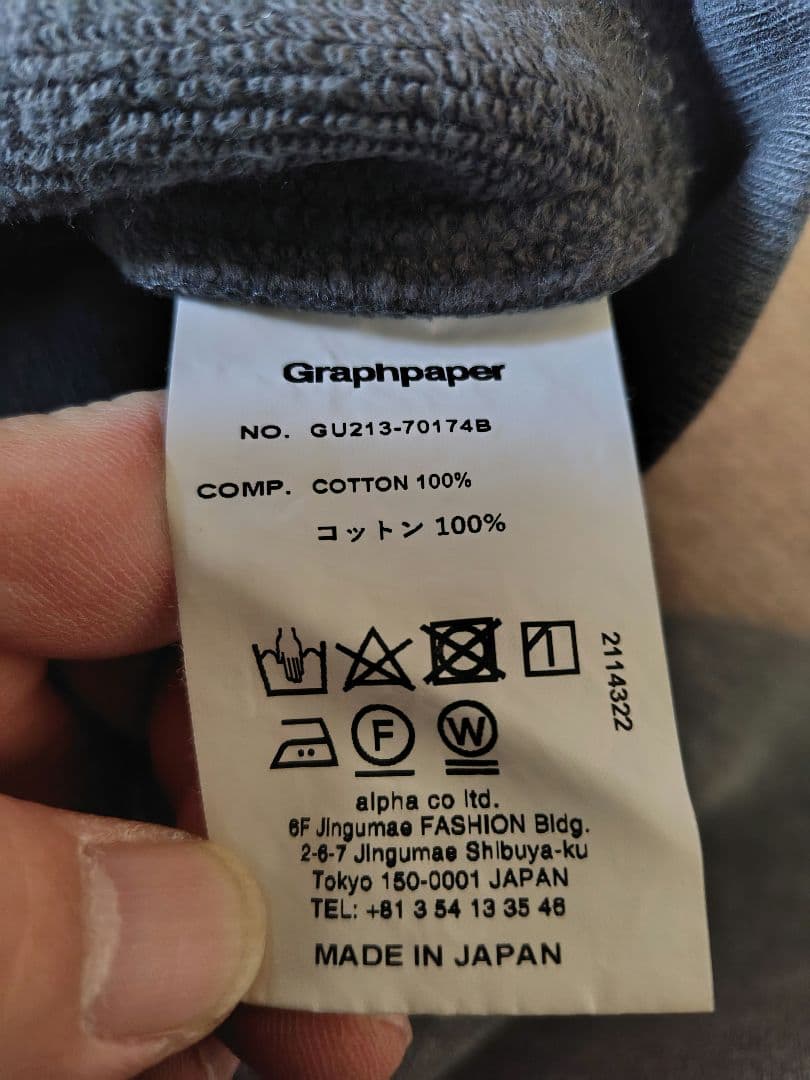 Graphpaper
NO. GU213-70174B
COMP. COTTON 100%
コットン 100%
2114322
F W
alpha co ltd.
6F Jingumae FASHION Bldg.
2-6-7 Jingumae Shibuya-ku
Tokyo 150-0001 JAPAN
TEL: +81 3 54 13 35 46
MADE IN JAPAN